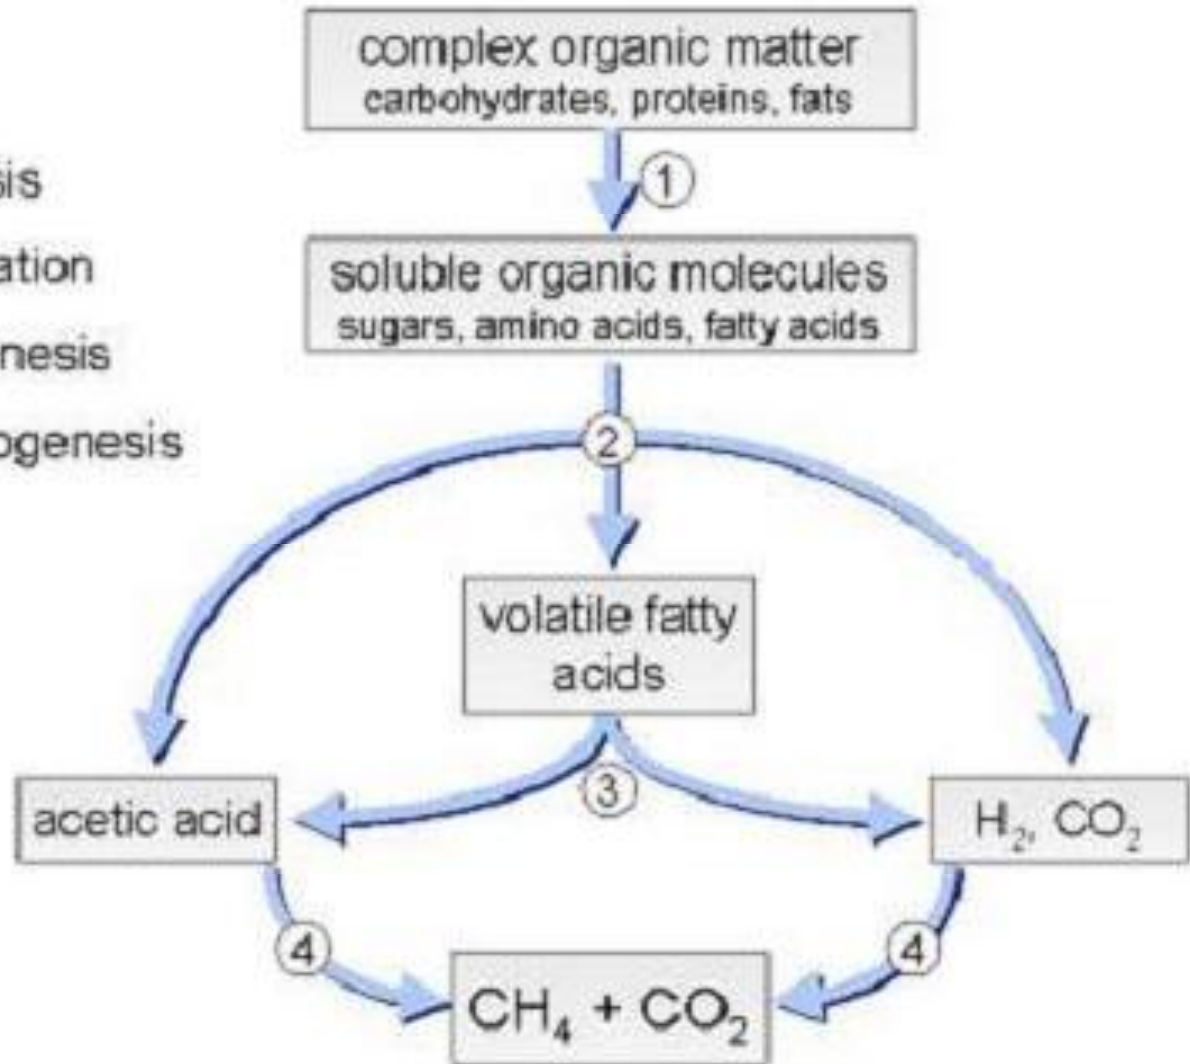 complex organic matter
carbohydrates, proteins, fats
1
sis
ation
nesis
ogenesis
soluble organic molecules
sugars, amino acids, fatty acids
2
volatile fatty
acids
3
acetic acid
H₂, CO₂
4
4
CH₄ + CO₂